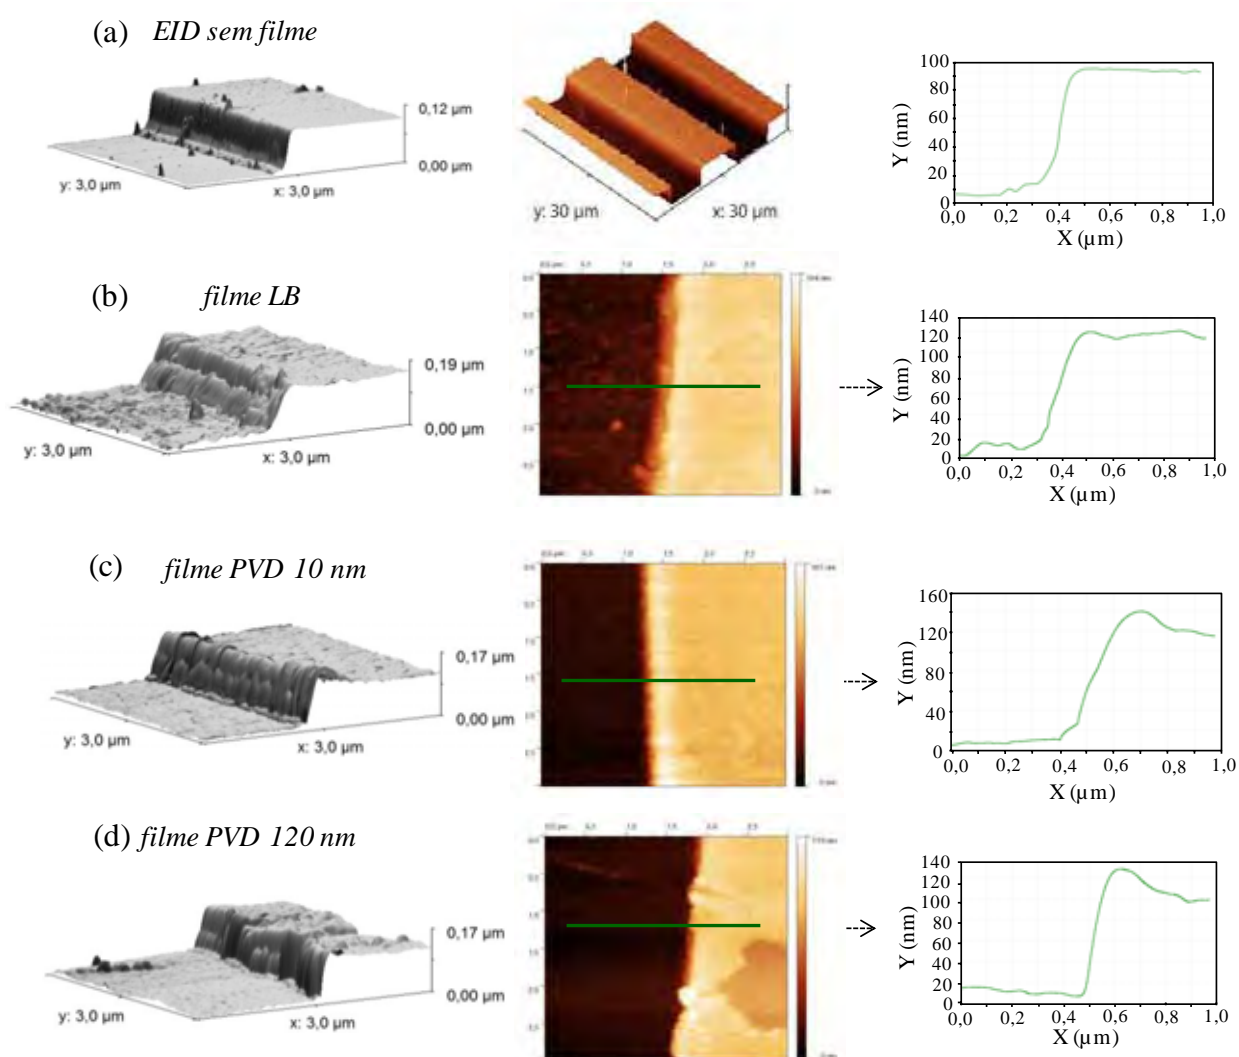 (a) EID sem filme
0,12 µm
0,00 µm
y: 3,0 µm
x: 3,0 µm
y: 30 µm
x: 30 µm
100
80
60
40
20
0
Y (nm)
0,0 0,2 0,4 0,6 0,8 1,0
X (µm)
(b) filme LB
0,19 µm
0,00 µm
y: 3,0 µm
x: 3,0 µm
140
120
100
80
60
40
20
0
Y (nm)
0,0 0,2 0,4 0,6 0,8 1,0
X (µm)
(c) filme PVD 10 nm
0,17 µm
0,00 µm
y: 3,0 µm
x: 3,0 µm
160
120
80
40
0
Y (nm)
0,0 0,2 0,4 0,6 0,8 1,0
X (µm)
(d) filme PVD 120 nm
0,17 µm
0,00 µm
y: 3,0 µm
x: 3,0 µm
140
120
100
80
60
40
20
0
Y (nm)
0,0 0,2 0,4 0,6 0,8 1,0
X (µm)